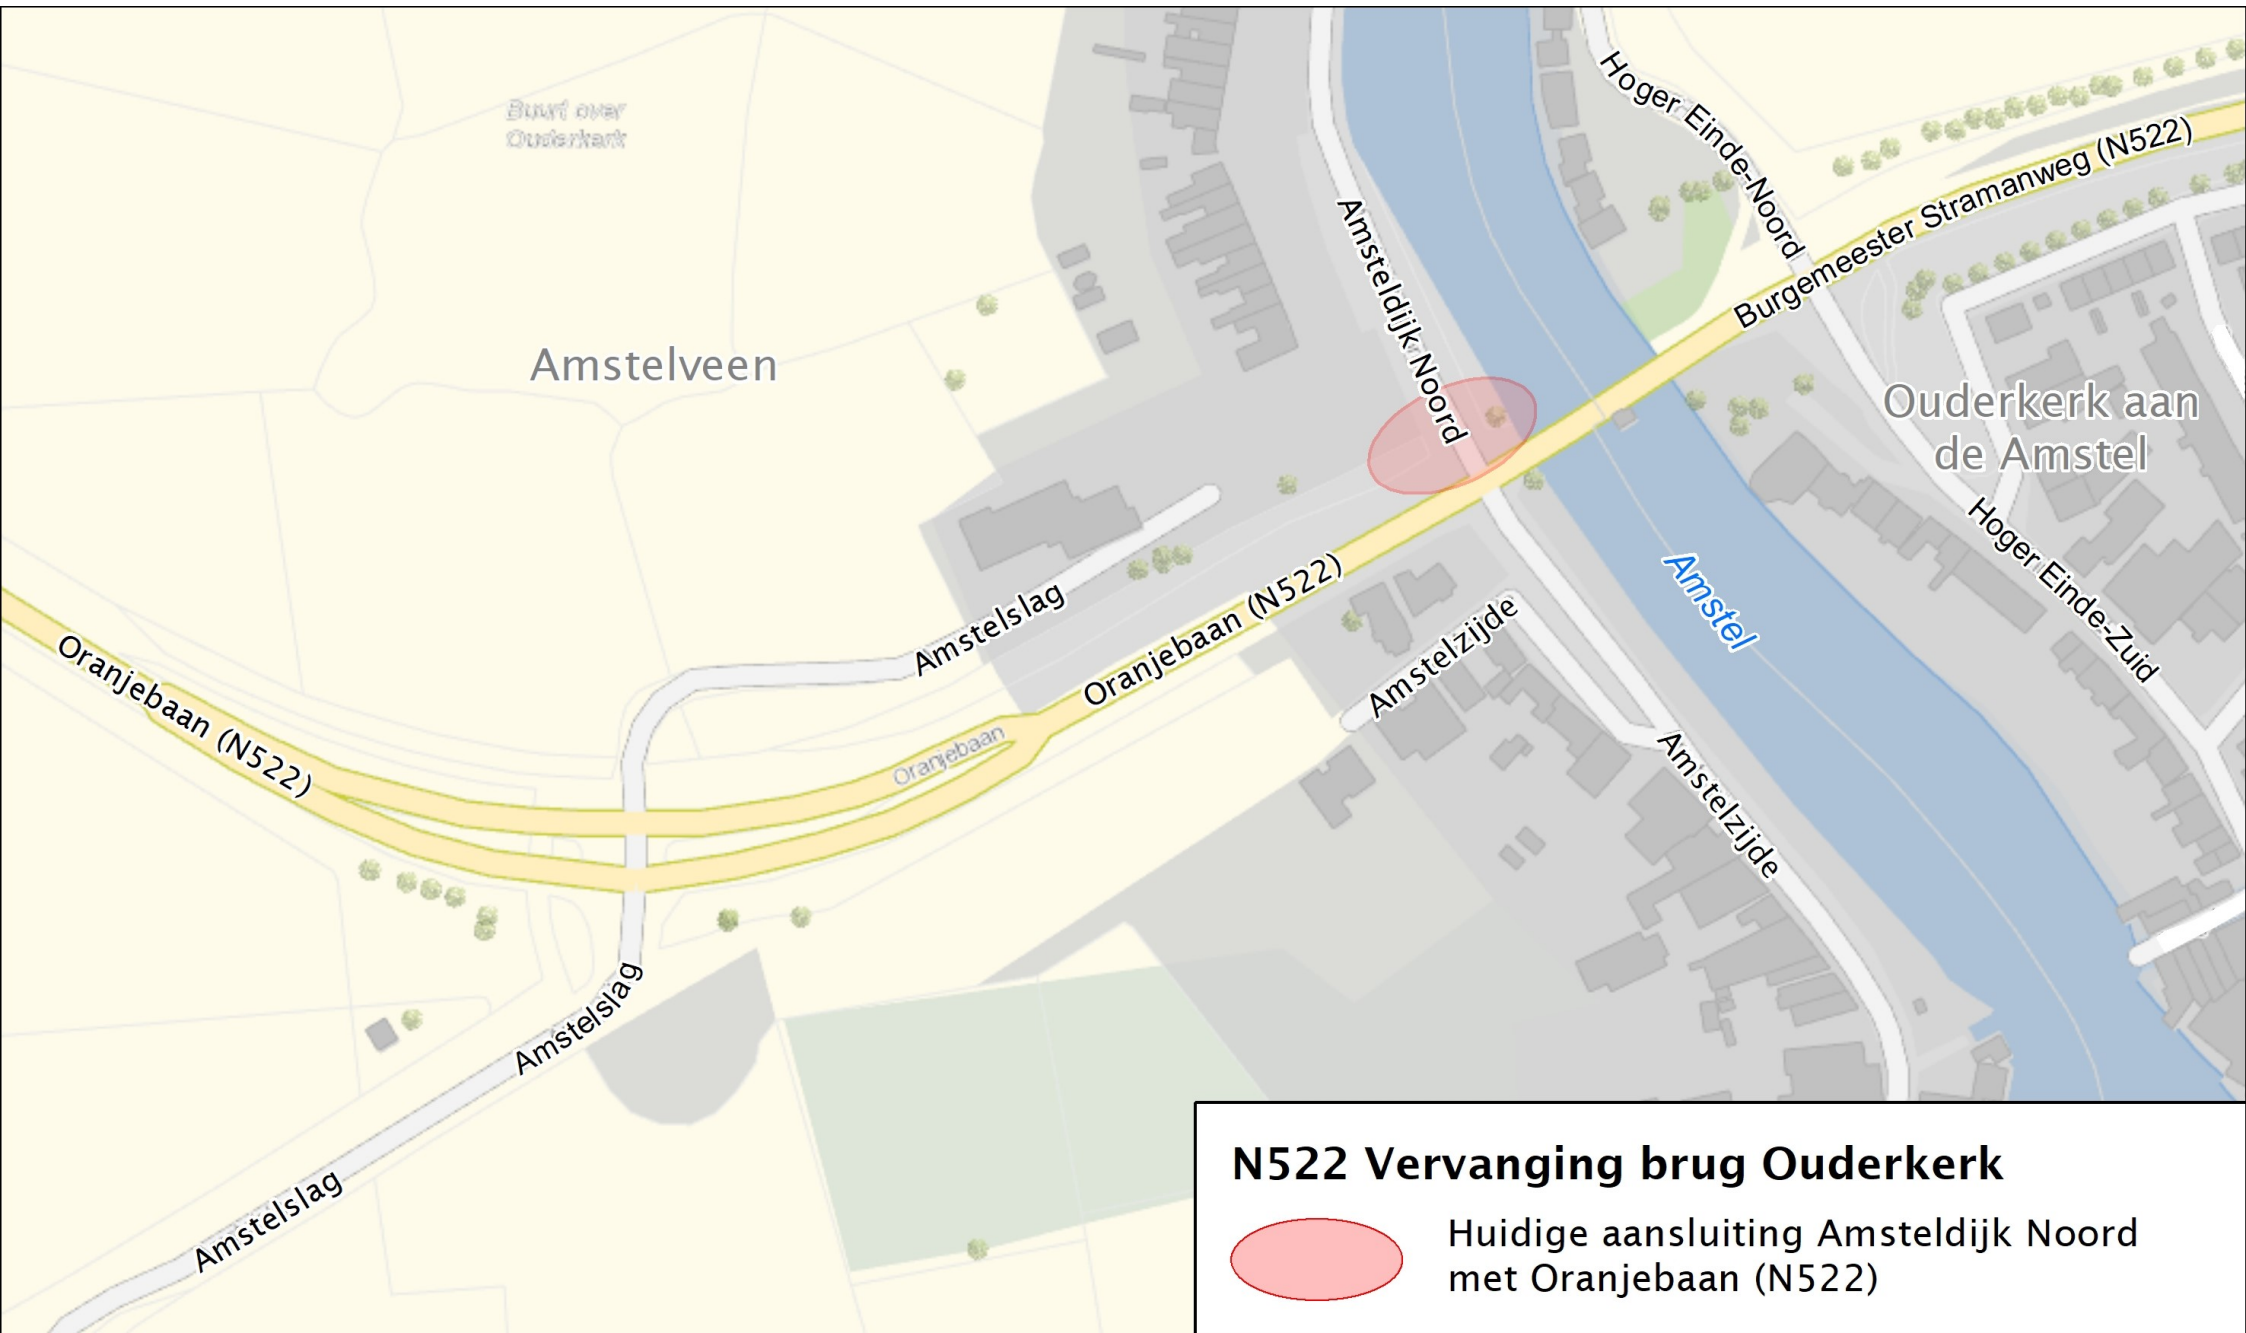 Buurt over
Ouderkerk
Hoger Einde-Noord
Burgemeester Stramanweg (N522)
Amsteldijk Noord
Amstelveen
Ouderkerk aan
de Amstel
Hoger Einde-Zuid
Amstel
Amstelslag
Oranjebaan (N522)
Amstelzijde
Oranjebaan (N522)
Oranjebaan
Amstelzijde
Amstelslag
Amstelslag
N522 Vervanging brug Ouderkerk
Huidige aansluiting Amsteldijk Noord
met Oranjebaan (N522)